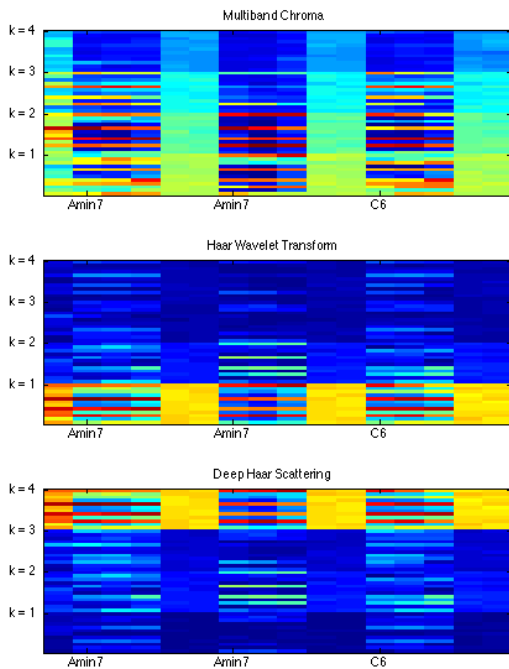 Multiband Chroma
k = 4
k = 3
k = 2
k = 1
Amin7 Amin7 C6
Haar Wavelet Transform
k = 4
k = 3
k = 2
k = 1
Amin7 Amin7 C6
Deep Haar Scattering
k = 4
k = 3
k = 2
k = 1
Amin7 Amin7 C6